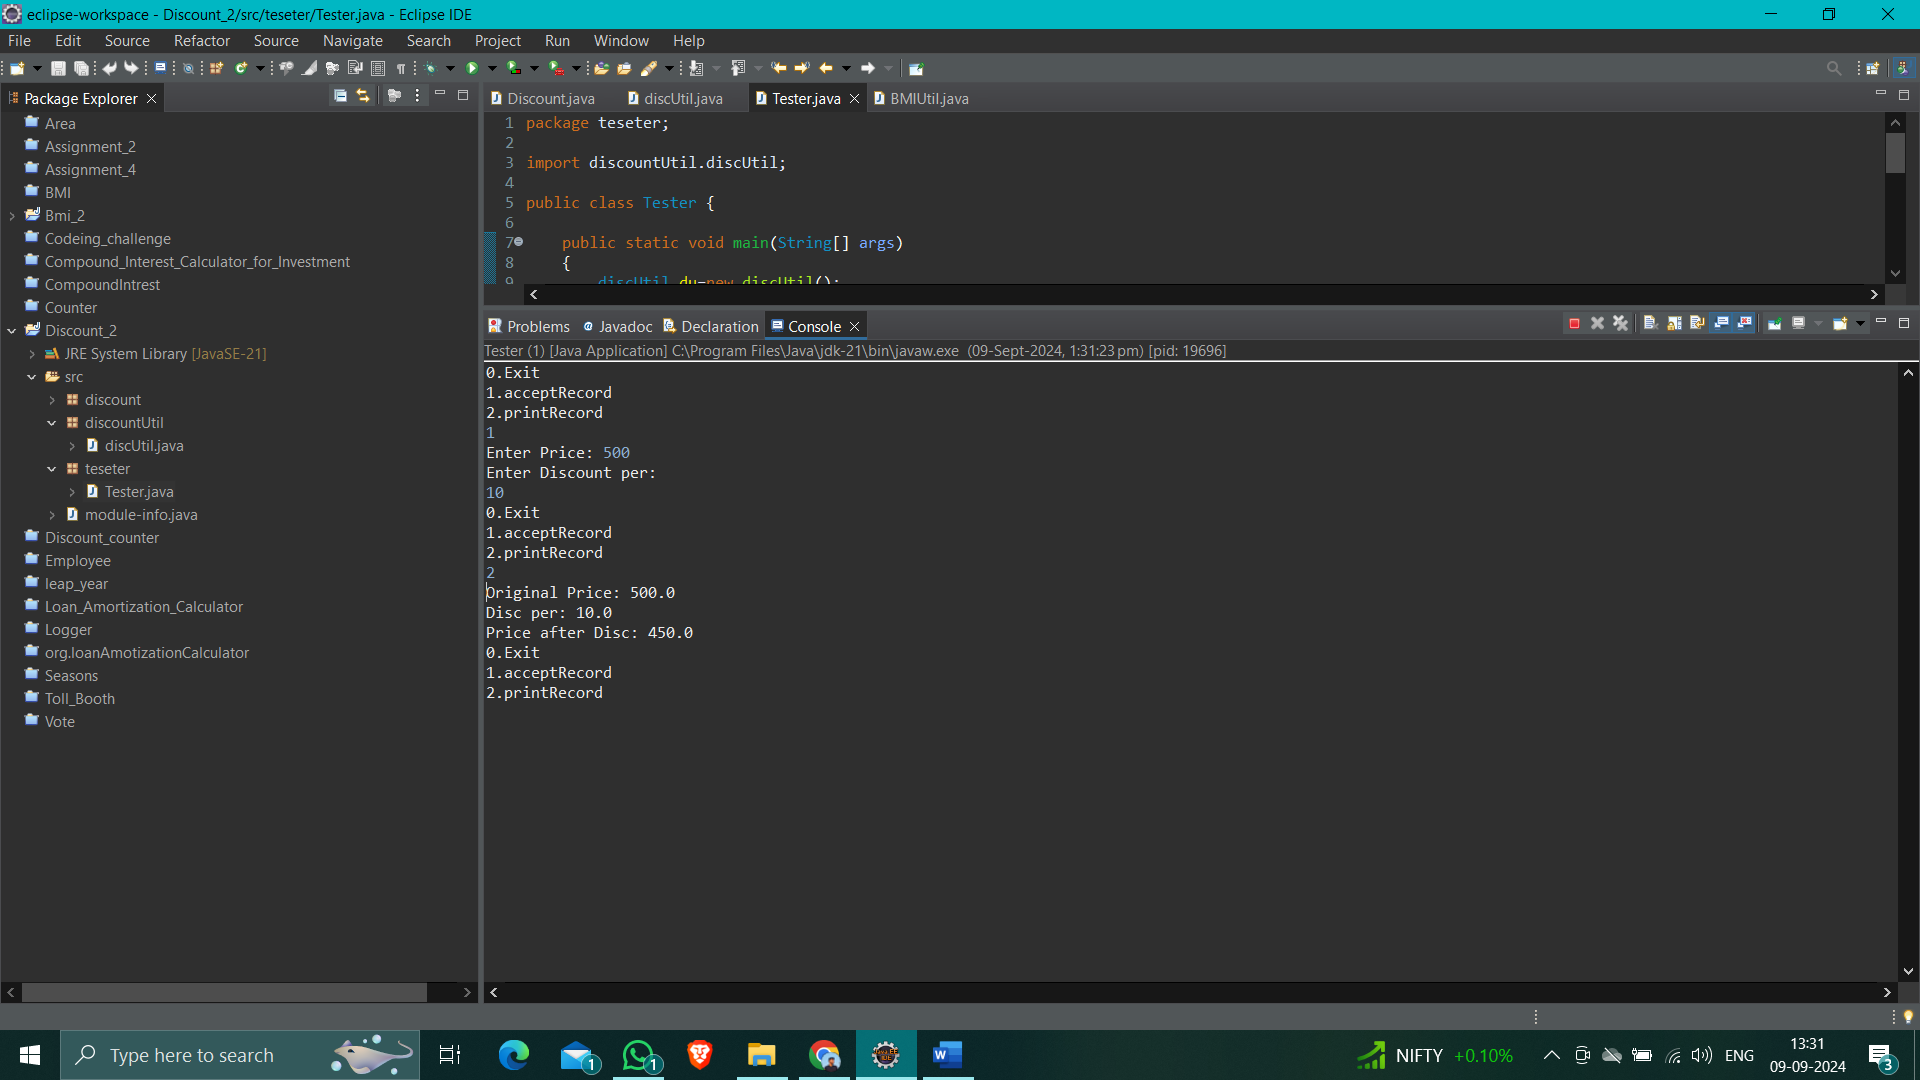 eclipse-workspace - Discount_2/src/teseter/Tester.java - Eclipse IDE
File Edit Source Refactor Source Navigate Search Project Run Window Help
Package Explorer
Area
Assignment_2
Assignment_4
BMI
Bmi_2
Codeing_challenge
Compound_Interest_Calculator_for_Investment
CompoundIntrest
Counter
Discount_2
JRE System Library [JavaSE-21]
src
discount
discountUtil
discUtil.java
teseter
Tester.java
module-info.java
Discount_counter
Employee
leap_year
Loan_Amortization_Calculator
Logger
org.loanAmotizationCalculator
Seasons
Toll_Booth
Vote
Discount.java discUtil.java Tester.java BMIUtil.java
1 package teseter;
2
3 import discountUtil.discUtil;
4
5 public class Tester {
6
7 public static void main(String[] args)
8 {
9 discUtil du=new discUtil();
Problems Javadoc Declaration Console
Tester (1) [Java Application] C:\Program Files\Java\jdk-21\bin\javaw.exe (09-Sept-2024, 1:31:23 pm) [pid: 19696]
0.Exit
1.acceptRecord
2.printRecord
1
Enter Price: 500
Enter Discount per:
10
0.Exit
1.acceptRecord
2.printRecord
2
Original Price: 500.0
Disc per: 10.0
Price after Disc: 450.0
0.Exit
1.acceptRecord
2.printRecord
Type here to search
1
1
W
NIFTY +0.10%
ENG
13:31
09-09-2024
3